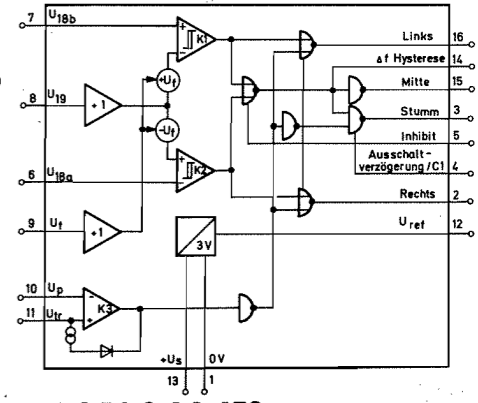 7 U18b
K1
Links 16
Δf Hysterese 14
+Uf
Mitte 15
8 U19
+1
Stumm 3
-Uf
Inhibit 5
Ausschalt-
verzögerung /C1 4
6 U18a
K2
Rechts 2
9 Uf
+1
Uref 12
3V
10 Up
K3
11 Utr
+Us 0V
13 1